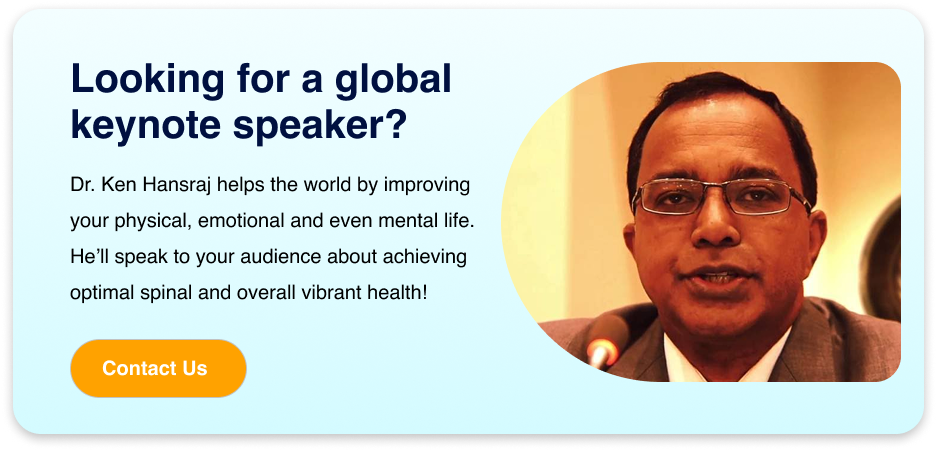 Looking for a global
keynote speaker?
Dr. Ken Hansraj helps the world by improving
your physical, emotional and even mental life.
He’ll speak to your audience about achieving
optimal spinal and overall vibrant health!
Contact Us